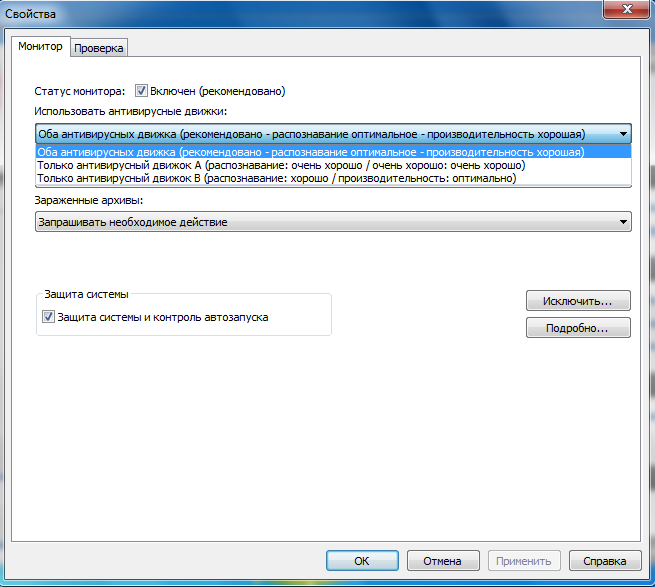 Свойства
Монитор
Проверка
Статус монитора:
Включен (рекомендовано)
Использовать антивирусные движки:
Оба антивирусных движка (рекомендовано - распознавание оптимальное - производительность хорошая)
Оба антивирусных движка (рекомендовано - распознавание оптимальное - производительность хорошая)
Только антивирусный движок A (распознавание: очень хорошо / очень хорошо: очень хорошо)
Только антивирусный движок B (распознавание: хорошо / производительность: оптимально)
Зараженные архивы:
Запрашивать необходимое действие
Защита системы
Защита системы и контроль автозапуска
Исключить...
Подробно...
OK
Отмена
Применить
Справка